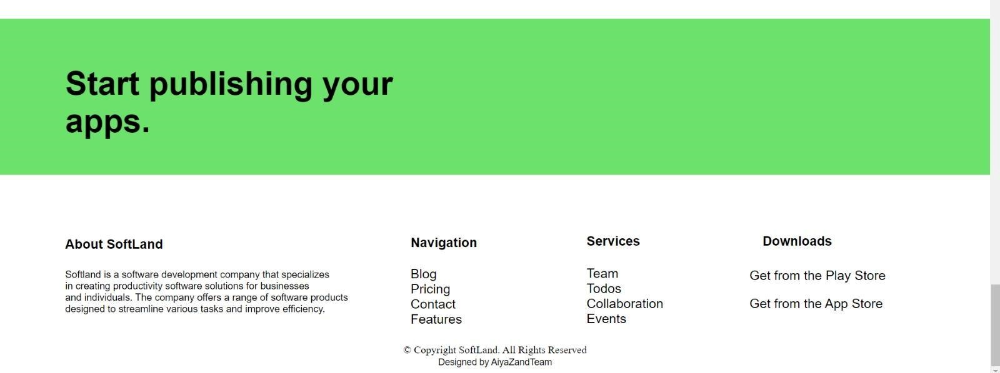 Start publishing your
apps.
About SoftLand
Softland is a software development company that specializes
in creating productivity software solutions for businesses
and individuals. The company offers a range of software products
designed to streamline various tasks and improve efficiency.
Navigation
Blog
Pricing
Contact
Features
Services
Team
Todos
Collaboration
Events
Downloads
Get from the Play Store
Get from the App Store
© Copyright SoftLand. All Rights Reserved
Designed by AiyaZandTeam